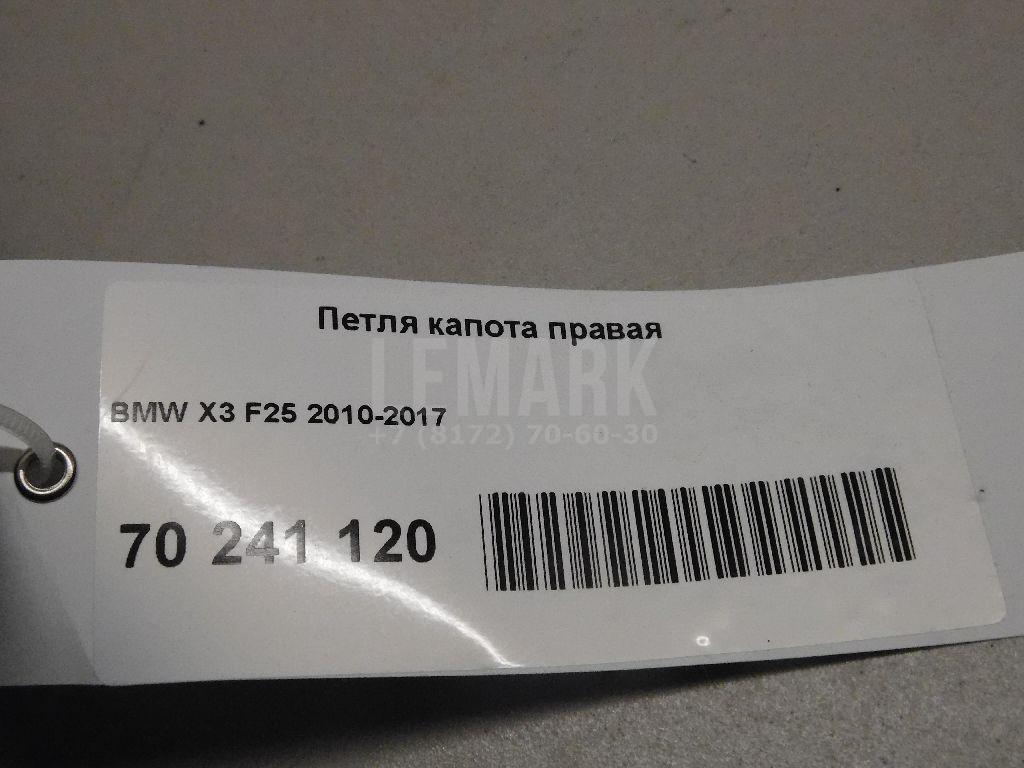 Петля капота правая
LEMARK
BMW X3 F25 2010-2017
+7 (8172) 70-60-30
70 241 120